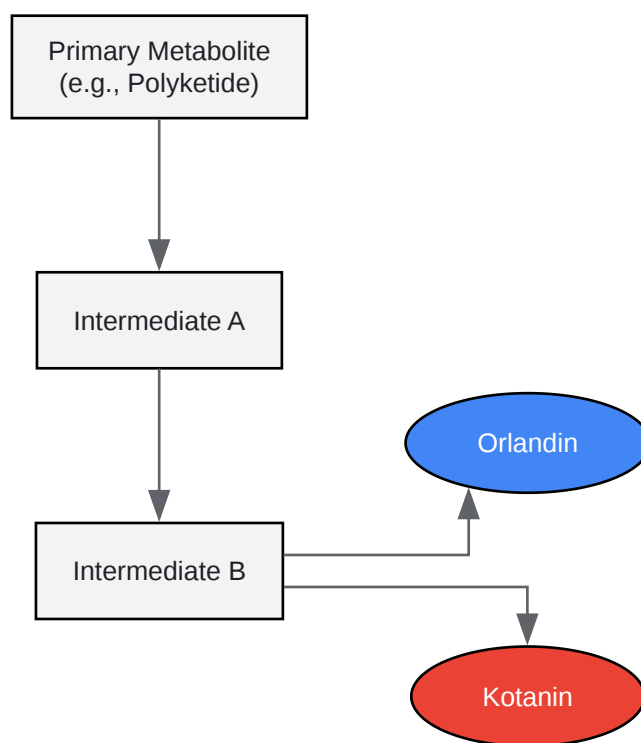 Primary Metabolite
(e.g., Polyketide)
Intermediate A
Orlandin
Intermediate B
Kotanin